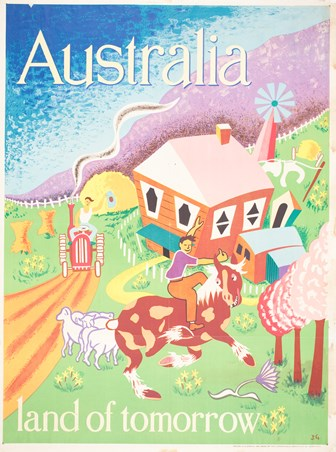 Australia
land of tomorrow